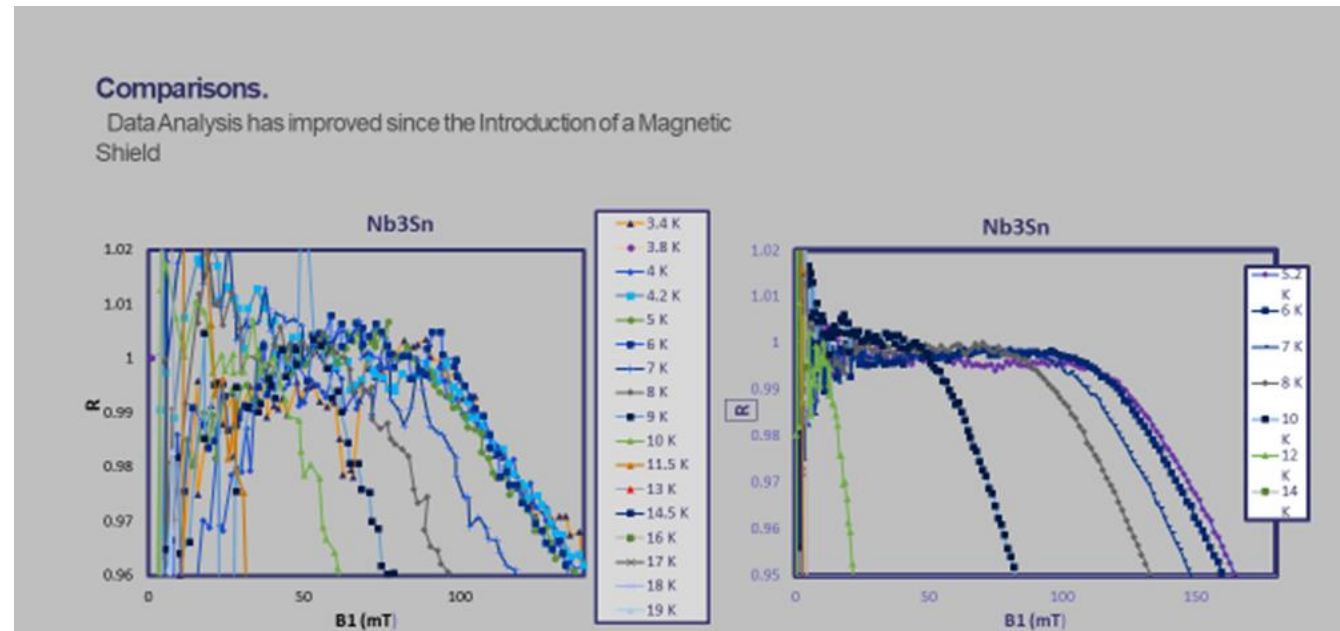 Comparisons.
Data Analysis has improved since the Introduction of a Magnetic
Shield
Nb3Sn
1.02
1.01
1
0.99
0.98
0.97
0.96
R
0
50
100
B1 (mT)
3.4 K
3.8 K
4 K
4.2 K
5 K
6 K
7 K
8 K
9 K
10 K
11.5 K
13 K
14.5 K
16 K
17 K
18 K
19 K
Nb3Sn
1.02
1.01
1
0.99
0.98
0.97
0.96
0.95
R
0
50
100
150
B1 (mT)
5.2
K
6 K
7 K
8 K
10
K
12
K
14
K